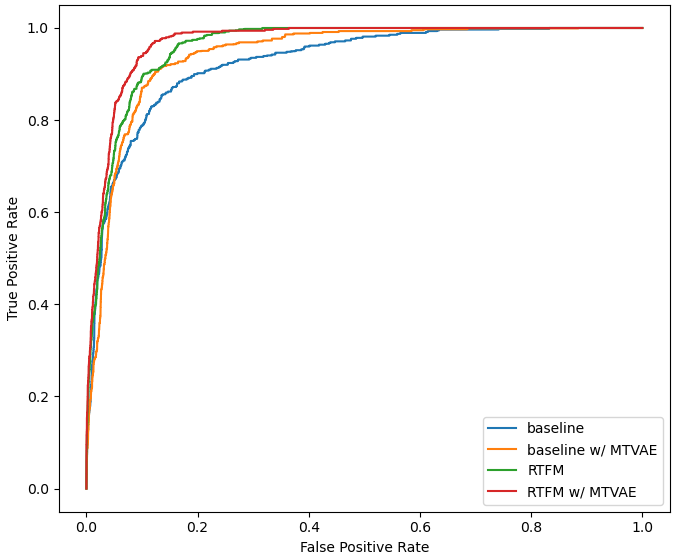 1.0
0.8
0.6
0.4
0.2
0.0
True Positive Rate
0.0 0.2 0.4 0.6 0.8 1.0
False Positive Rate
baseline
baseline w/ MTVAE
RTFM
RTFM w/ MTVAE